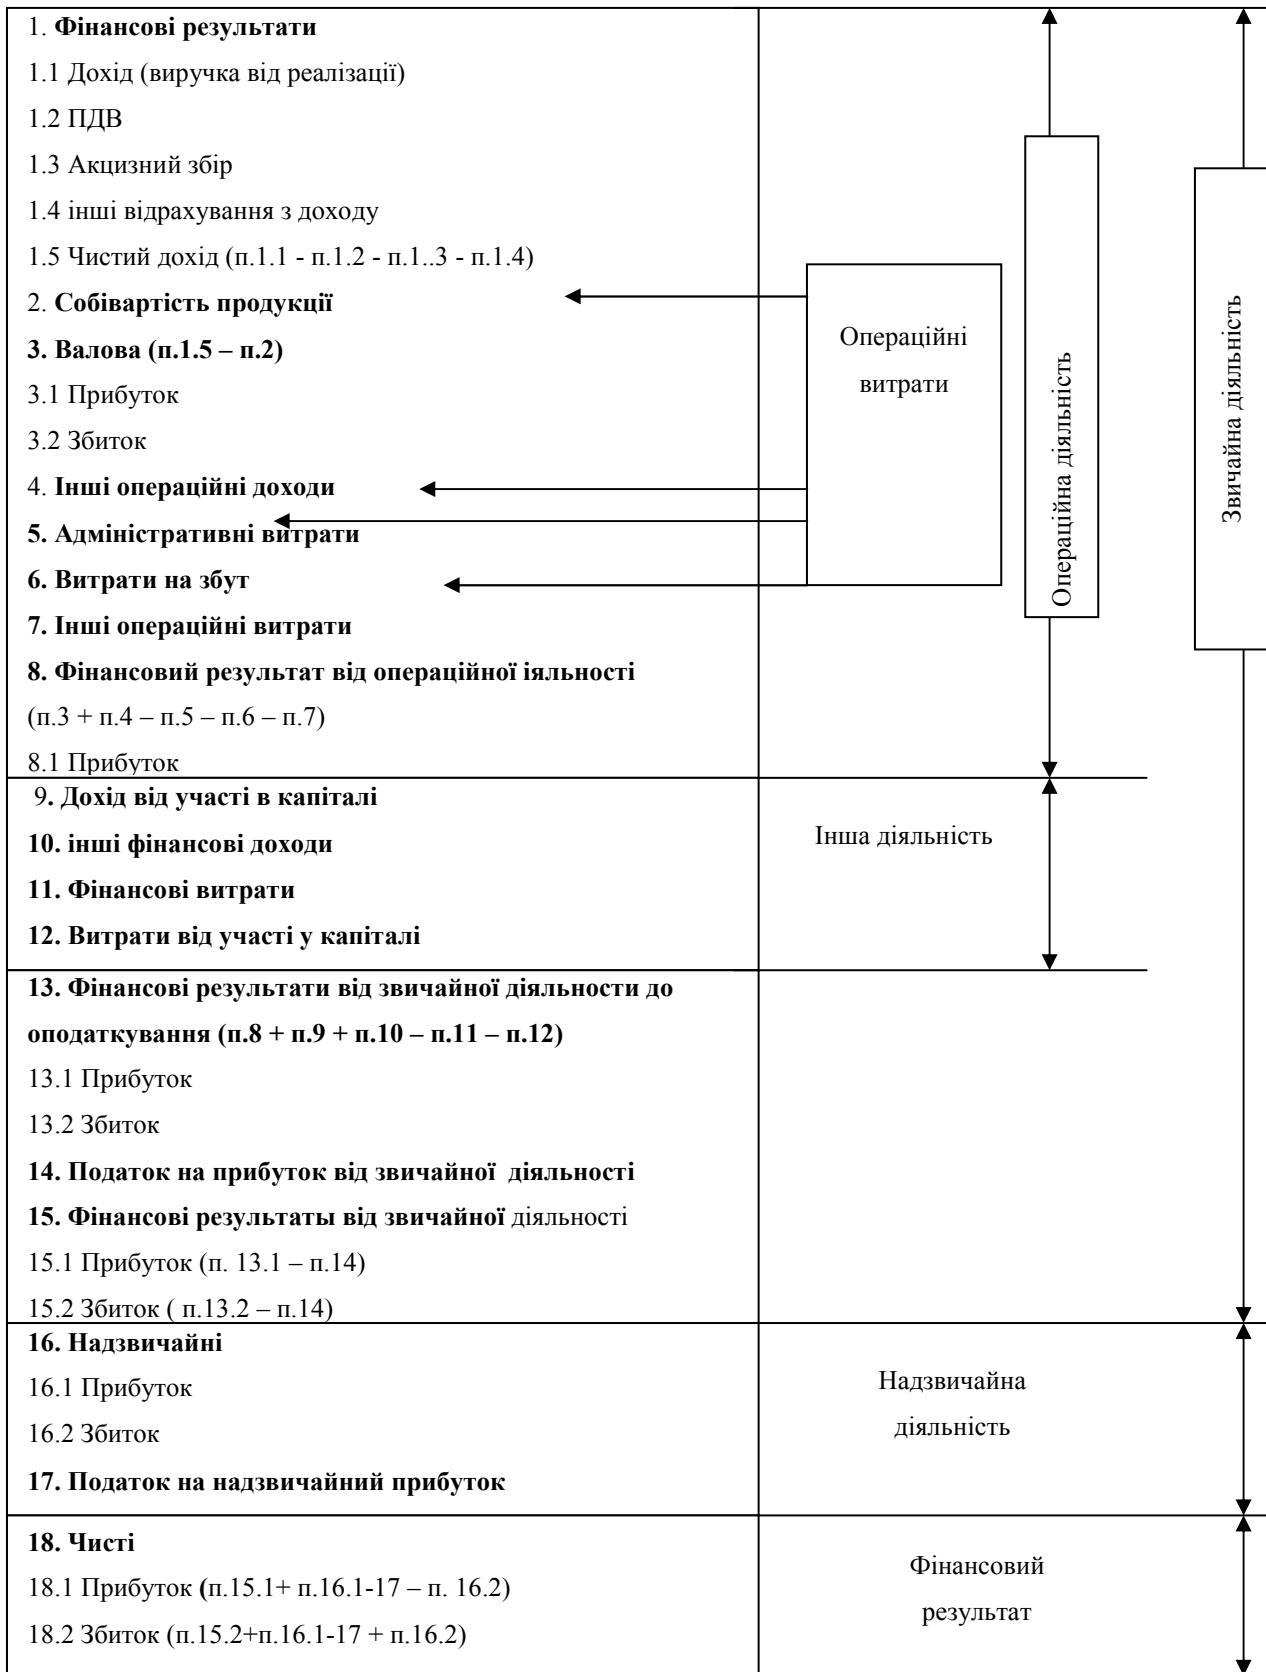 1. Фінансові результати
1.1 Дохід (виручка від реалізації)
1.2 ПДВ
1.3 Акцизний збір
1.4 інші відрахування з доходу
1.5 Чистий дохід (п.1.1 - п.1.2 - п.1..3 - п.1.4)
2. Собівартість продукції
3. Валова (п.1.5 – п.2)
3.1 Прибуток
3.2 Збиток
4. Інші операційні доходи
5. Адміністративні витрати
6. Витрати на збут
7. Інші операційні витрати
8. Фінансовий результат від операційної іяльності
(п.3 + п.4 – п.5 – п.6 – п.7)
8.1 Прибуток
Операційні
витрати
Операційна діяльність
Звичайна діяльність
9. Дохід від участі в капіталі
10. інші фінансові доходи
11. Фінансові витрати
12. Витрати від участі у капіталі
Інша діяльність
13. Фінансові результати від звичайної діяльности до
оподаткування (п.8 + п.9 + п.10 – п.11 – п.12)
13.1 Прибуток
13.2 Збиток
14. Податок на прибуток від звичайної діяльності
15. Фінансові результаты від звичайної діяльності
15.1 Прибуток (п. 13.1 – п.14)
15.2 Збиток ( п.13.2 – п.14)
16. Надзвичайні
16.1 Прибуток
16.2 Збиток
17. Податок на надзвичайний прибуток
Надзвичайна
діяльність
18. Чисті
18.1 Прибуток (п.15.1+ п.16.1-17 – п. 16.2)
18.2 Збиток (п.15.2+п.16.1-17 + п.16.2)
Фінансовий
результат